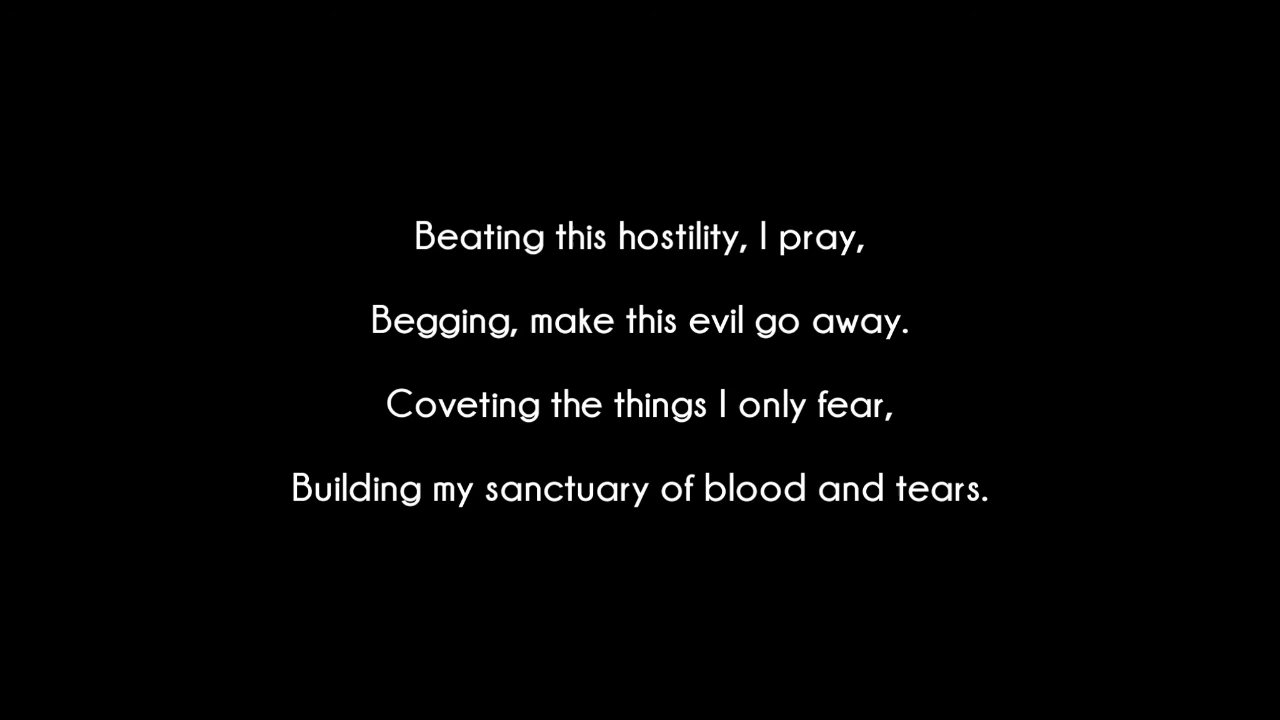 Beating this hostility, I pray,
Begging, make this evil go away.
Coveting the things I only fear,
Building my sanctuary of blood and tears.